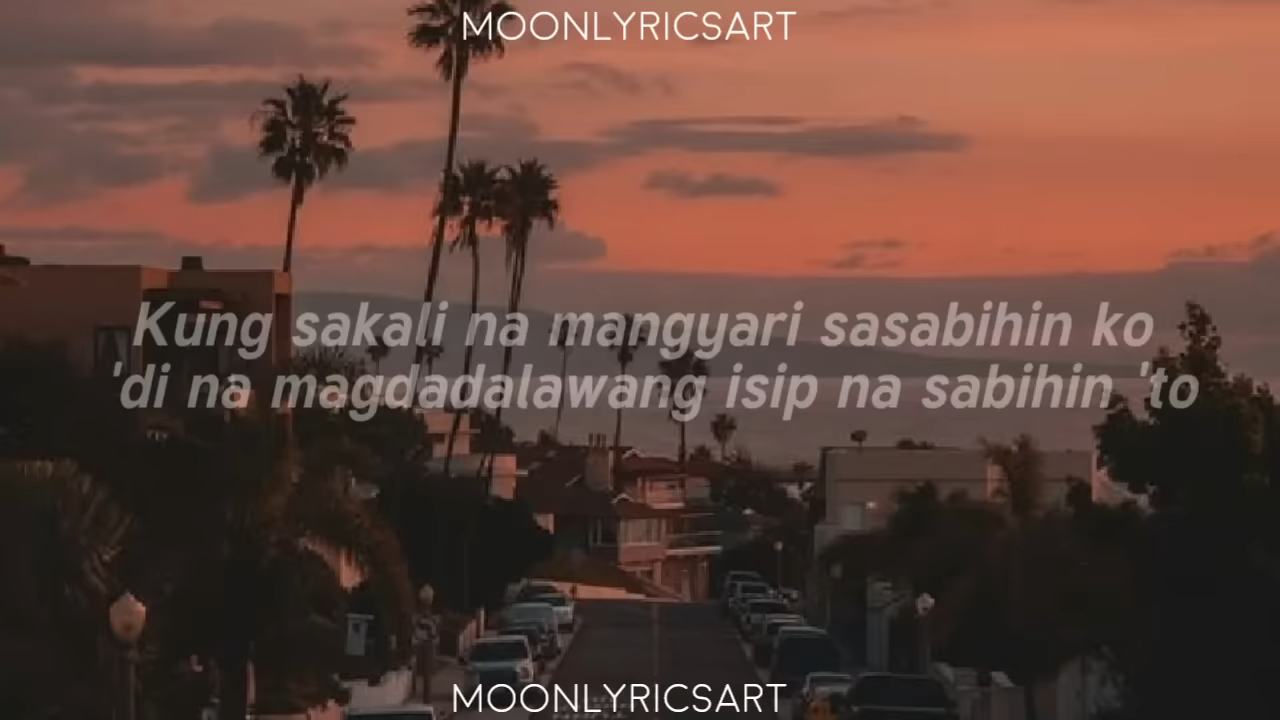 MOONLYRICSART
Kung sakali na mangyari sasabihin ko
'di na magdadalawang isip na sabihin 'to
MOONLYRICSART